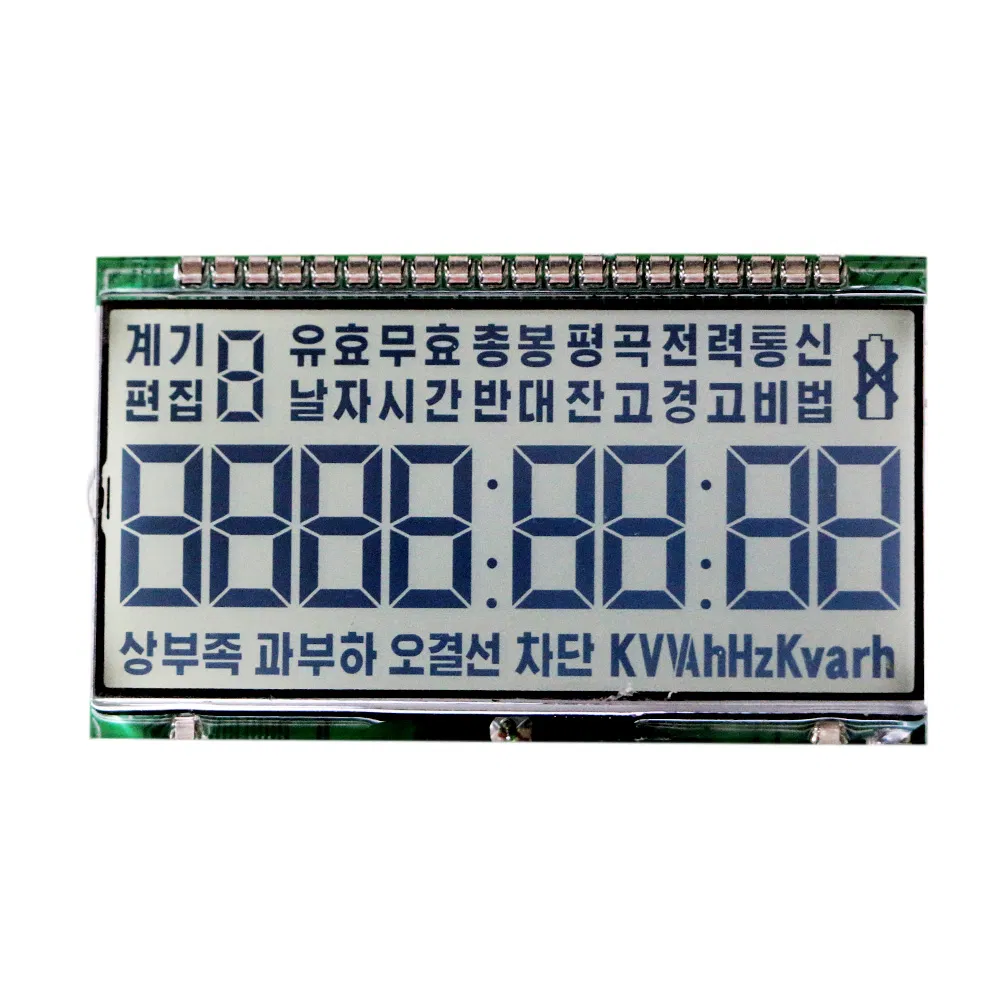 계기 8 유효무효총봉평곡전력통신
편집 날자시간반대잔고경고비법
8888:88:88
상부족 과부하 오결선 차단 KVVAhHzKvarh